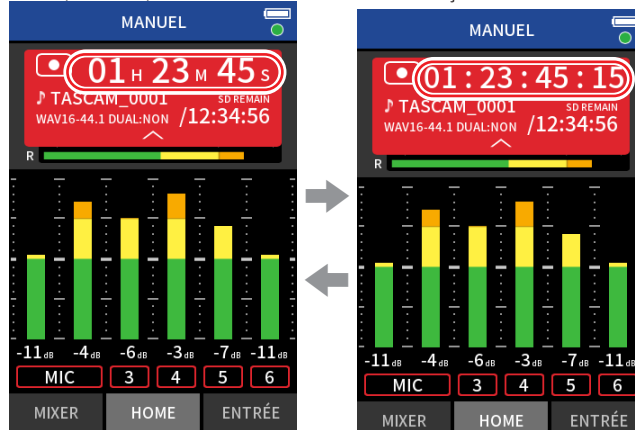 MANUEL
01 H 23 M 45 S
♪ TASCAM_0001 SD REMAIN
WAV16-44.1 DUAL:NON /12:34:56
R
-11 dB -4 dB -6 dB -3 dB -7 dB -11 dB
MIC 3 4 5 6
MIXER HOME ENTRÉE
MANUEL
01:23:45:15
♪ TASCAM_0001 SD REMAIN
WAV16-44.1 DUAL:NON /12:34:56
R
-11 dB -4 dB -6 dB -3 dB -7 dB -11 dB
MIC 3 4 5 6
MIXER HOME ENTRÉE